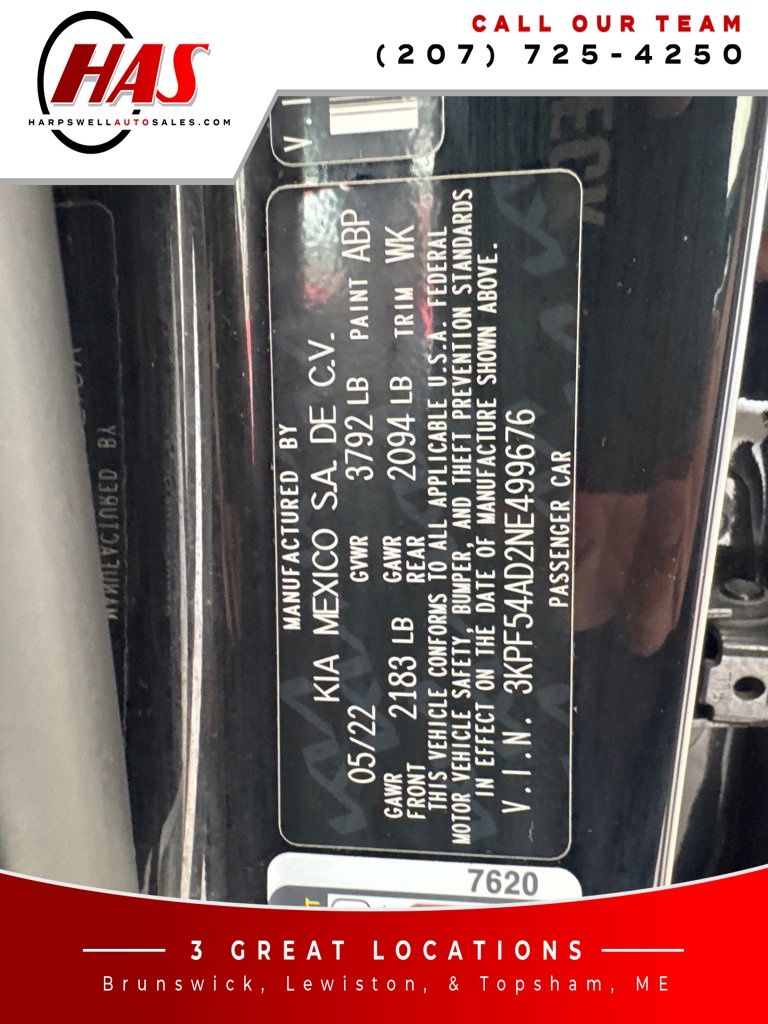 HAS
HARPSWELLAUTOSALES.COM
CALL OUR TEAM
(207) 725-4250
V.I
ECK
MANUFACTURED BY
MANUFACTURED BY
KIA MEXICO S.A. DE C.V.
05/22 GVWR 3792 LB PAINT ABP
GAWR FRONT 2183 LB GAWR REAR 2094 LB TRIM WK
THIS VEHICLE CONFORMS TO ALL APPLICABLE U.S.A. FEDERAL
MOTOR VEHICLE SAFETY, BUMPER, AND THEFT PREVENTION STANDARDS
IN EFFECT ON THE DATE OF MANUFACTURE SHOWN ABOVE.
V.I.N. 3KPF54AD2NE499676
PASSENGER CAR
7620
3 GREAT LOCATIONS
Brunswick, Lewiston, & Topsham, ME